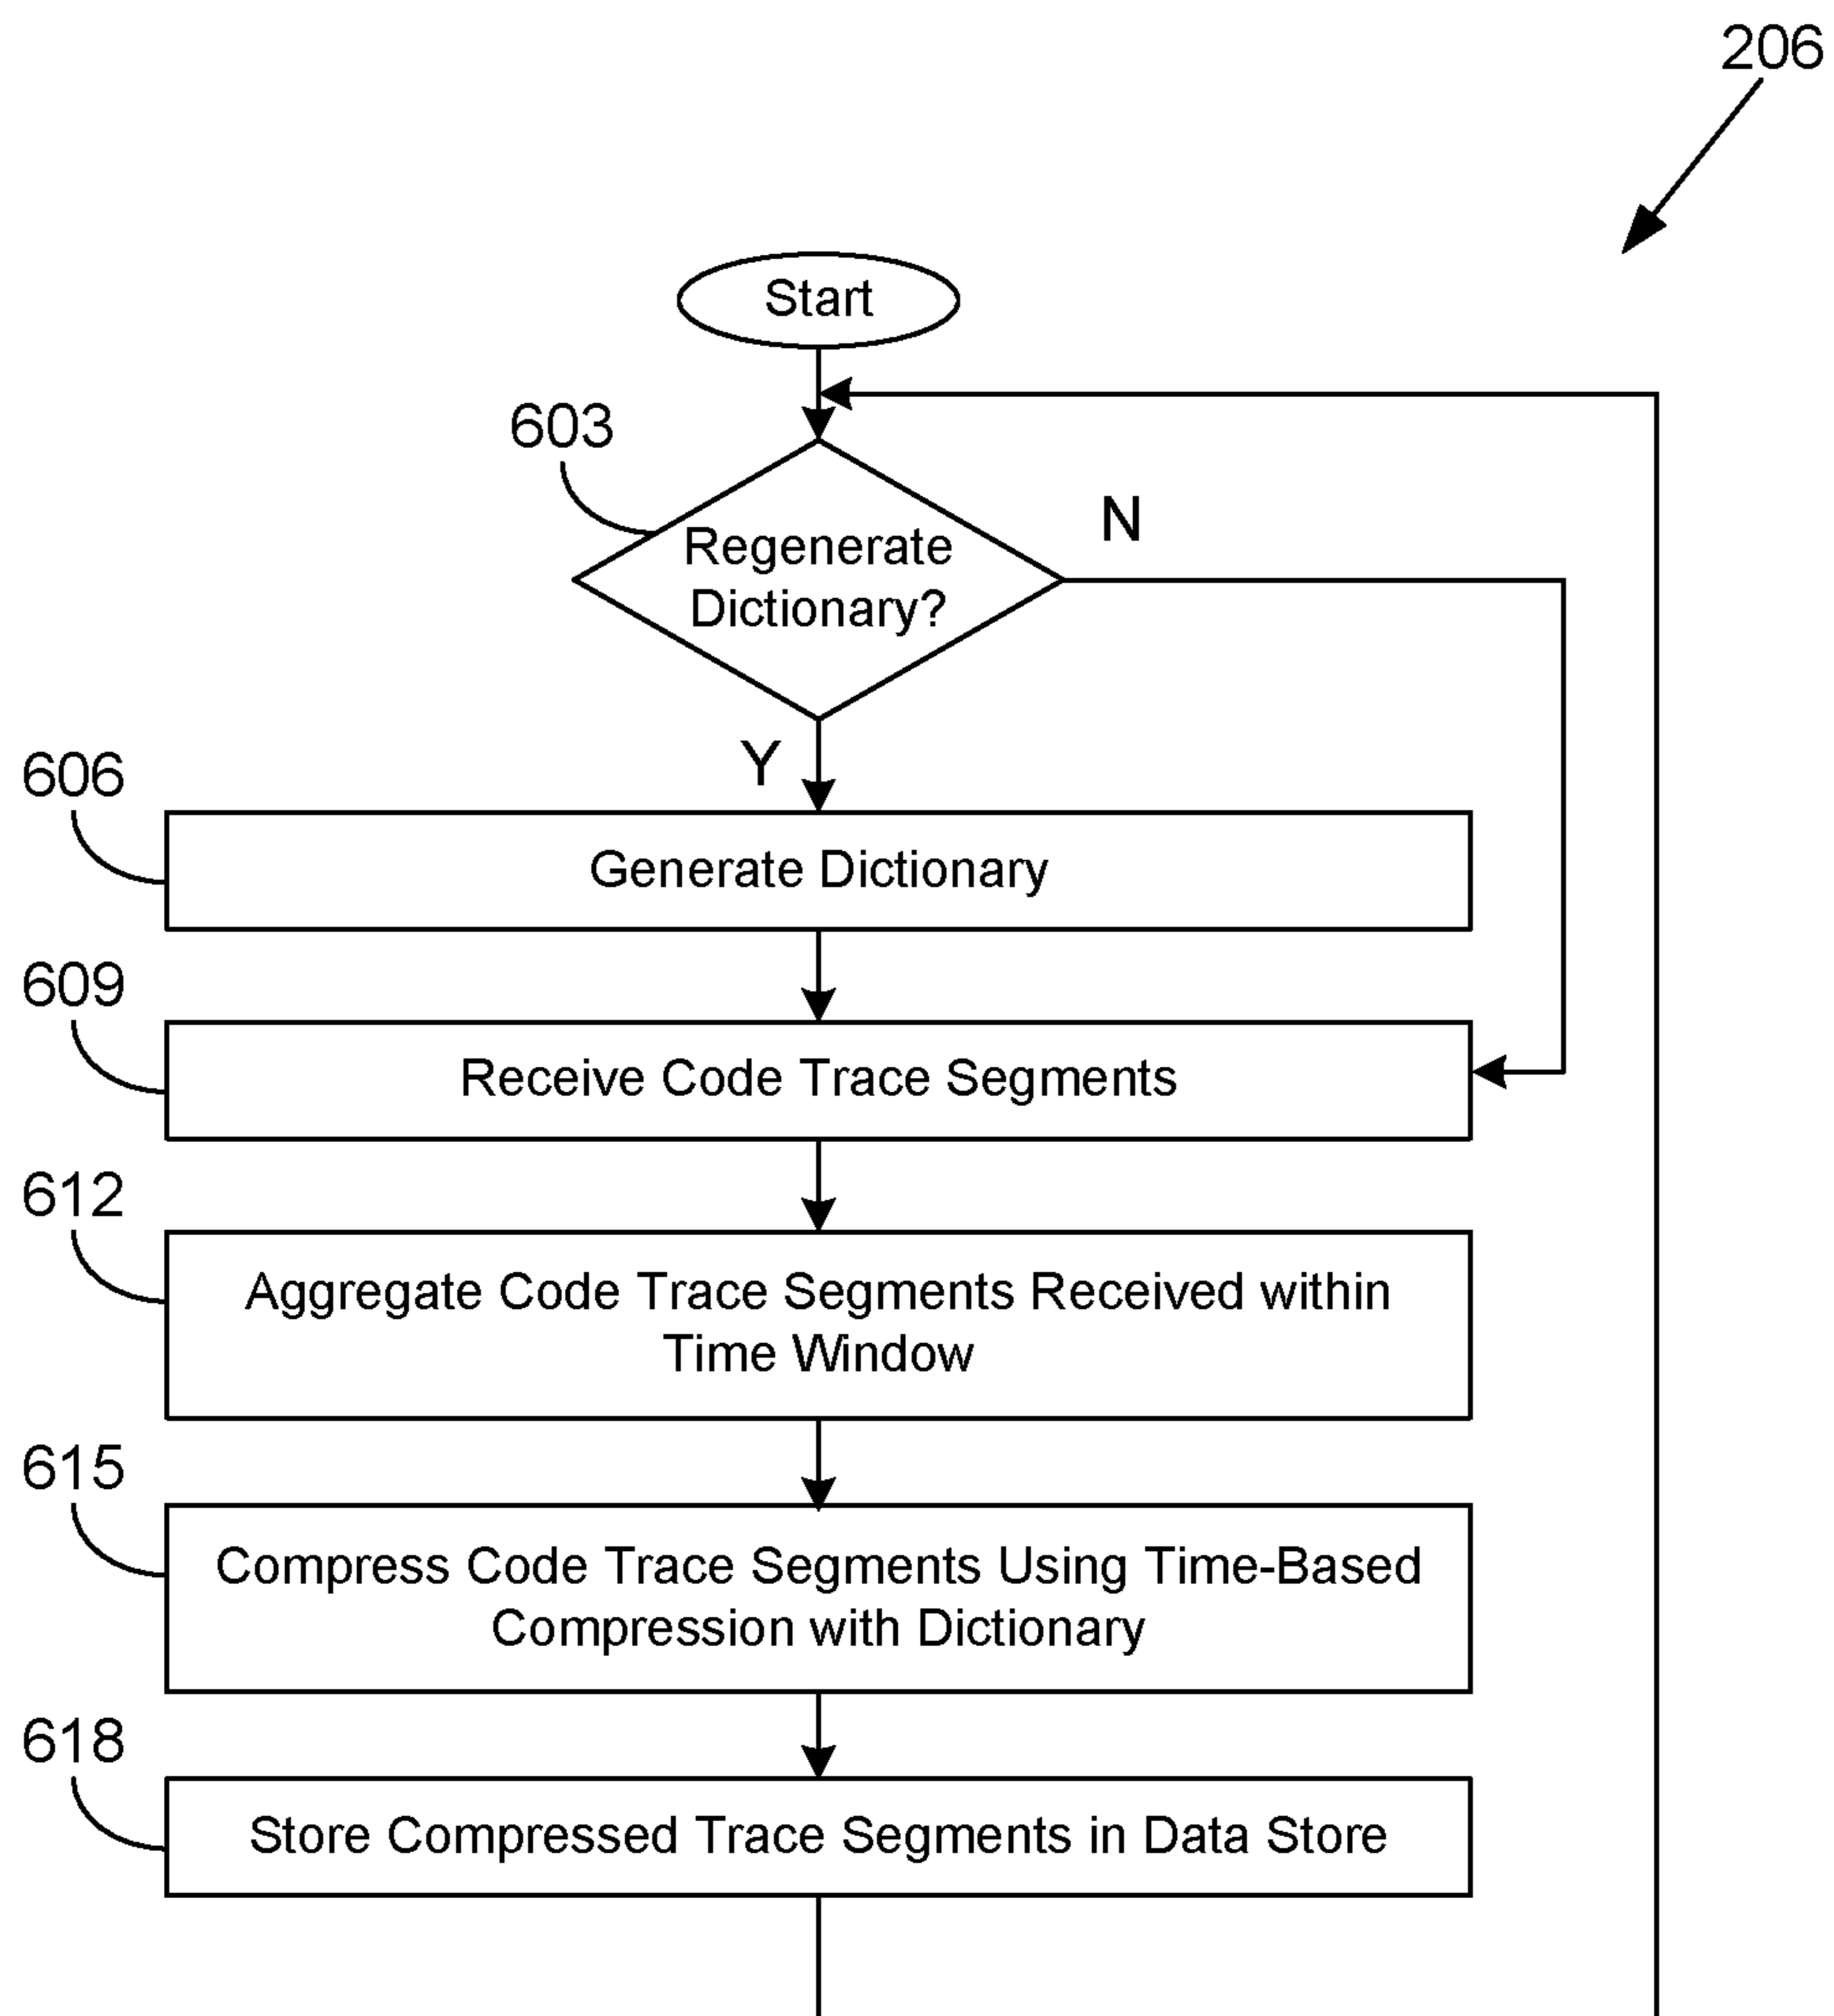 206
Start
603
N
Regenerate
Dictionary?
Y
606
Generate Dictionary
609
Receive Code Trace Segments
612
Aggregate Code Trace Segments Received within
Time Window
615
Compress Code Trace Segments Using Time-Based
Compression with Dictionary
618
Store Compressed Trace Segments in Data Store